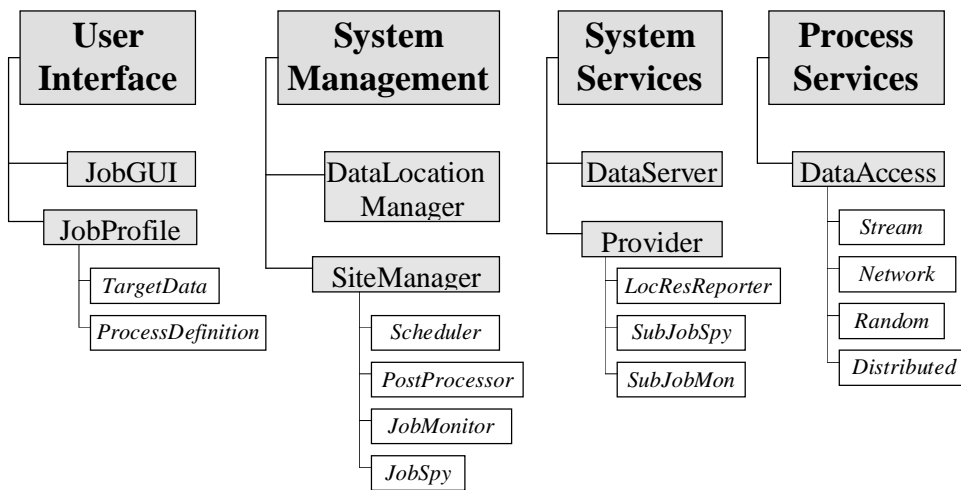 User
Interface
JobGUI
JobProfile
TargetData
ProcessDefinition
System
Management
DataLocation
Manager
SiteManager
Scheduler
PostProcessor
JobMonitor
JobSpy
System
Services
DataServer
Provider
LocResReporter
SubJobSpy
SubJobMon
Process
Services
DataAccess
Stream
Network
Random
Distributed